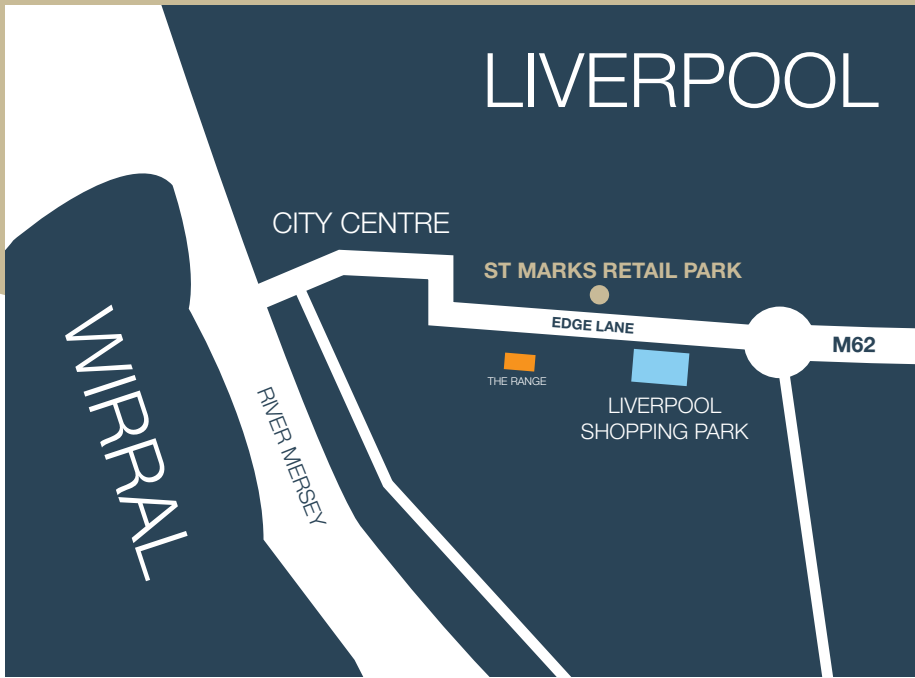 LIVERPOOL
CITY CENTRE
ST MARKS RETAIL PARK
EDGE LANE
M62
THE RANGE
LIVERPOOL
SHOPPING PARK
WIRRAL
RIVER MERSEY